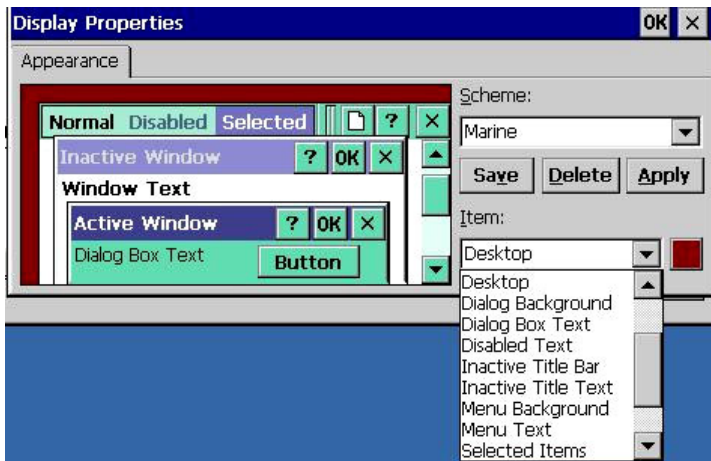 Display Properties OK ×
Appearance
Scheme:
Normal Disabled Selected ? ×
Marine
Inactive Window ? OK ×
Window Text
Save Delete Apply
Item:
Active Window ? OK ×
Dialog Box Text
Button
Desktop
Desktop
Dialog Background
Dialog Box Text
Disabled Text
Inactive Title Bar
Inactive Title Text
Menu Background
Menu Text
Selected Items